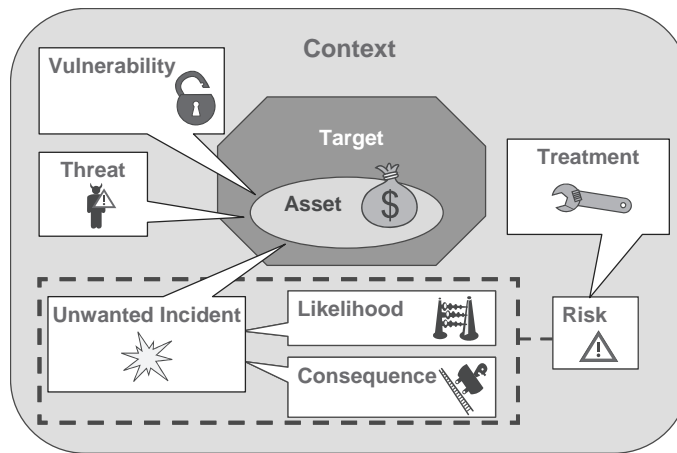 Context
Vulnerability
Target
Threat
Treatment
Asset
$
Unwanted Incident
Likelihood
Risk
Consequence